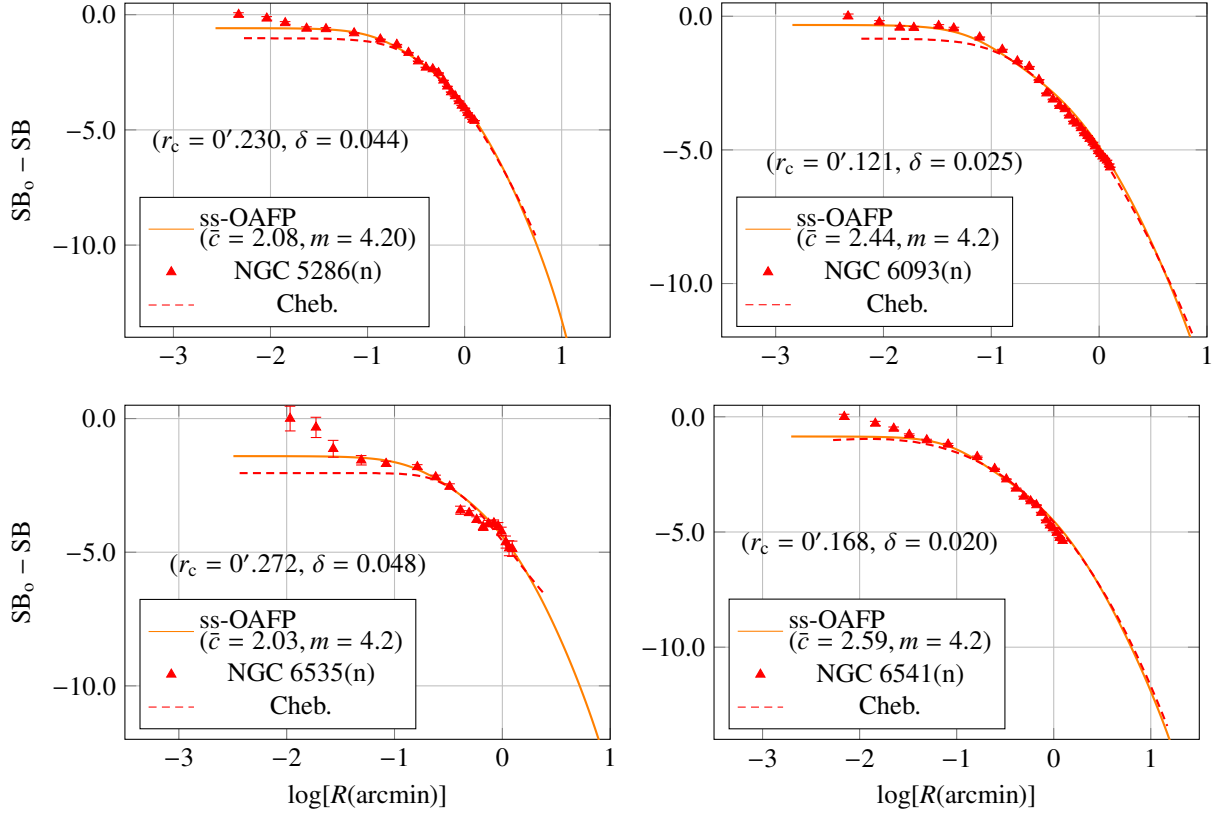 0.0
−5.0
−10.0
SB₀ − SB
(r_c = 0′.230, δ = 0.044)
ss-OAFP
(c̄ = 2.08, m = 4.20)
NGC 5286(n)
Cheb.
−3 −2 −1 0 1
0.0
−5.0
−10.0
(r_c = 0′.121, δ = 0.025)
ss-OAFP
(c̄ = 2.44, m = 4.2)
NGC 6093(n)
Cheb.
−3 −2 −1 0 1
0.0
−5.0
−10.0
SB₀ − SB
(r_c = 0′.272, δ = 0.048)
ss-OAFP
(c̄ = 2.03, m = 4.2)
NGC 6535(n)
Cheb.
−3 −2 −1 0 1
log[R(arcmin)]
0.0
−5.0
−10.0
(r_c = 0′.168, δ = 0.020)
ss-OAFP
(c̄ = 2.59, m = 4.2)
NGC 6541(n)
Cheb.
−3 −2 −1 0 1
log[R(arcmin)]